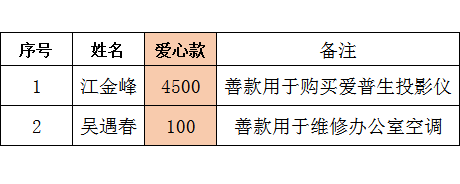 序号 姓名 爱心款 备注
1 江金峰 4500 善款用于购买爱普生投影仪
2 吴遇春 100 善款用于维修办公室空调